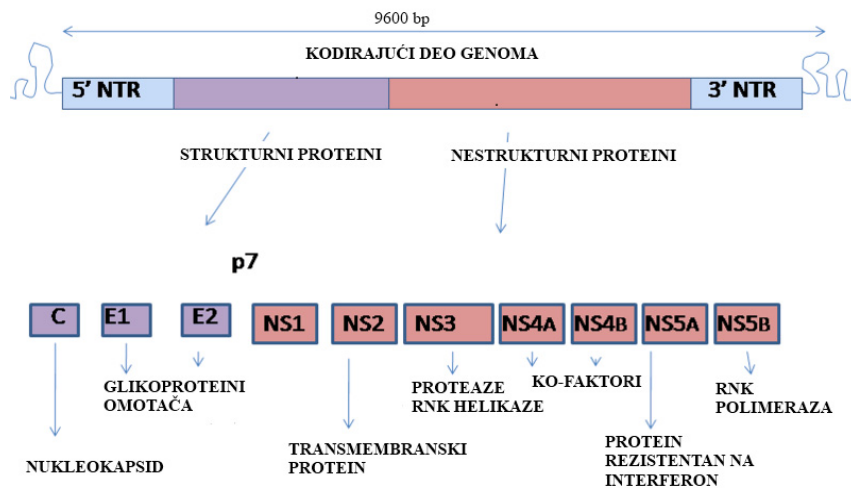 9600 bp
KODIRAJUĆI DEO GENOMA
5’ NTR
3’ NTR
STRUKTURNI PROTEINI
NESTRUKTURNI PROTEINI
p7
C
E1
E2
NS1
NS2
NS3
NS4A
NS4B
NS5A
NS5B
GLIKOPROTEINI
OMOTAČA
PROTEAZE
RNK HELIKAZE
KO-FAKTORI
RNK
POLIMERAZA
NUKLEOKAPSID
TRANSMEMBRANSKI
PROTEIN
PROTEIN
REZISTENTAN NA
INTERFERON